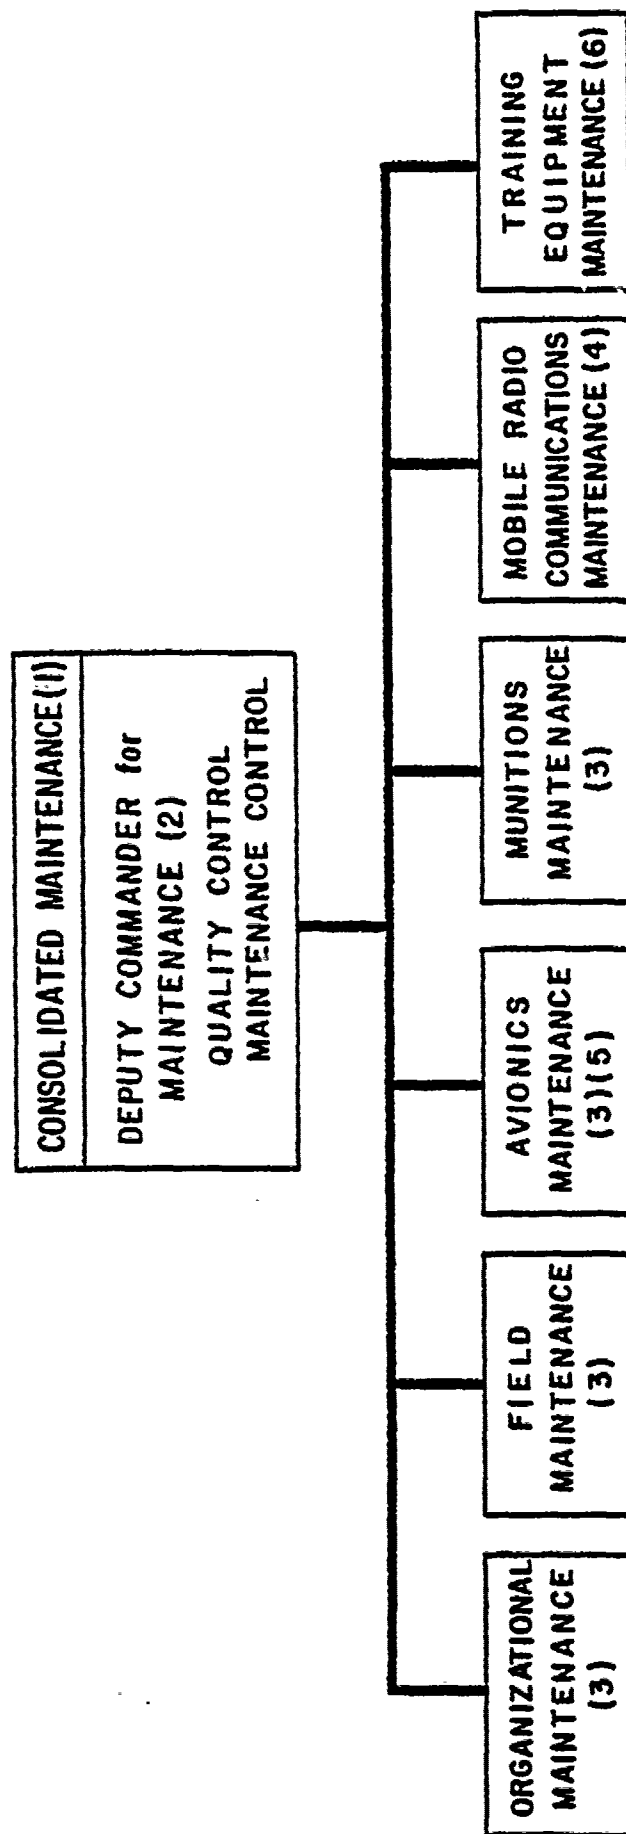 CONSOLIDATED MAINTENANCE(1)
DEPUTY COMMANDER for
MAINTENANCE (2)
QUALITY CONTROL
MAINTENANCE CONTROL
ORGANIZATIONAL
MAINTENANCE
(3)
FIELD
MAINTENANCE
(3)
AVIONICS
MAINTENANCE
(3)(5)
MUNITIONS
MAINTENANCE
(3)
MOBILE RADIO
COMMUNICATIONS
MAINTENANCE (4)
TRAINING
EQUIPMENT
MAINTENANCE (6)